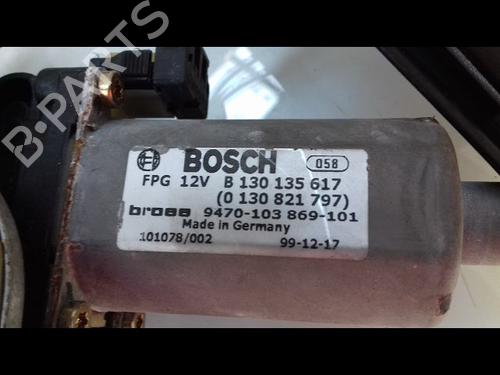 B-PARTS
BOSCH 058
FPG 12V B 130 135 617
(0 130 821 797)
brose 9470-103 869-101
Made in Germany
101078/002 99-12-17